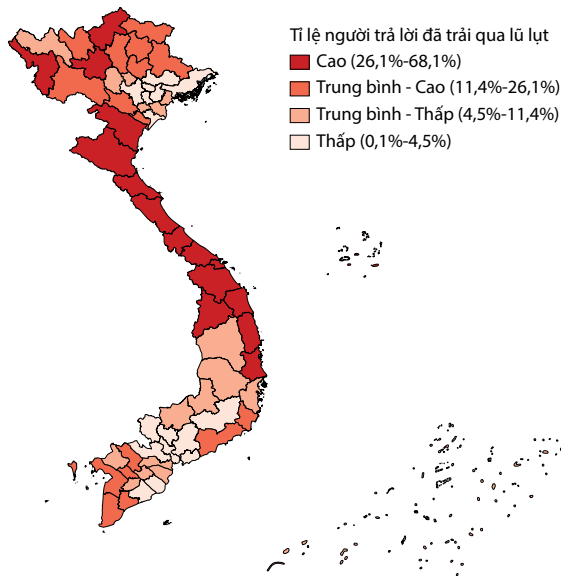 Tỉ lệ người trả lời đã trải qua lũ lụt
Cao (26,1%-68,1%)
Trung bình - Cao (11,4%-26,1%)
Trung bình - Thấp (4,5%-11,4%)
Thấp (0,1%-4,5%)